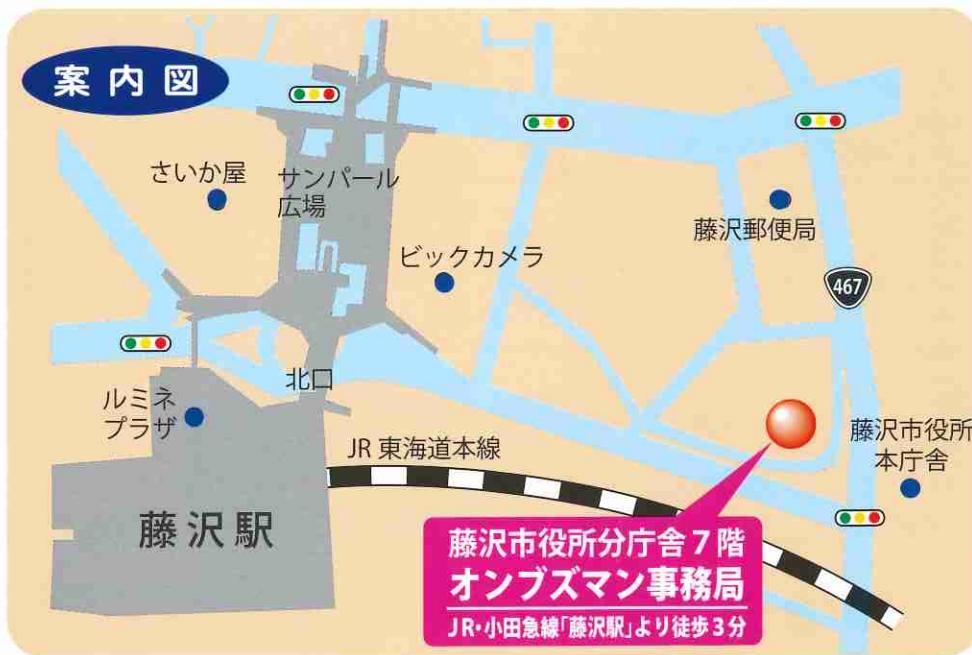 案内図
さいか屋
サンパール
広場
ビックカメラ
藤沢郵便局
467
北口
ルミネ
プラザ
JR東海道本線
藤沢市役所
本庁舎
藤沢駅
藤沢市役所分庁舎7階
オンブズマン事務局
JR・小田急線「藤沢駅」より徒歩3分